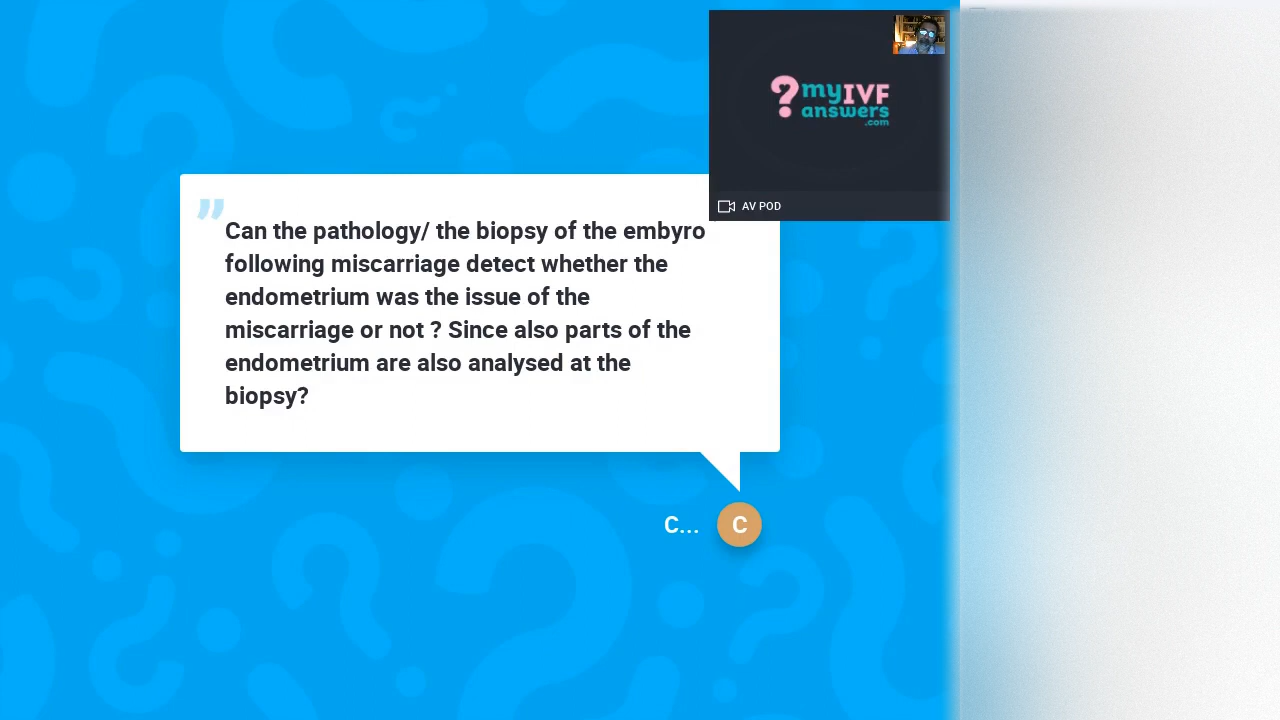 ?myIVF
answers
.com
AV POD
”
Can the pathology/ the biopsy of the embyro
following miscarriage detect whether the
endometrium was the issue of the
miscarriage or not ? Since also parts of the
endometrium are also analysed at the
biopsy?
C... C